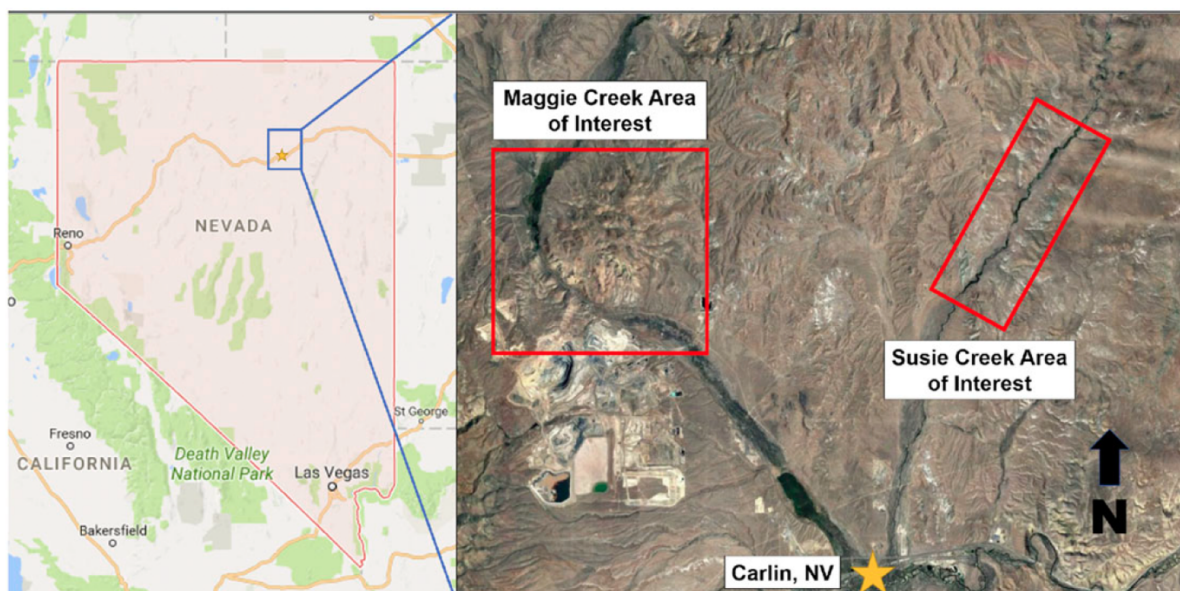 Reno
NEVADA
St George
Fresno
CALIFORNIA
Death Valley
National Park
Las Vegas
Bakersfield
Maggie Creek Area
of Interest
Susie Creek Area
of Interest
N
Carlin, NV